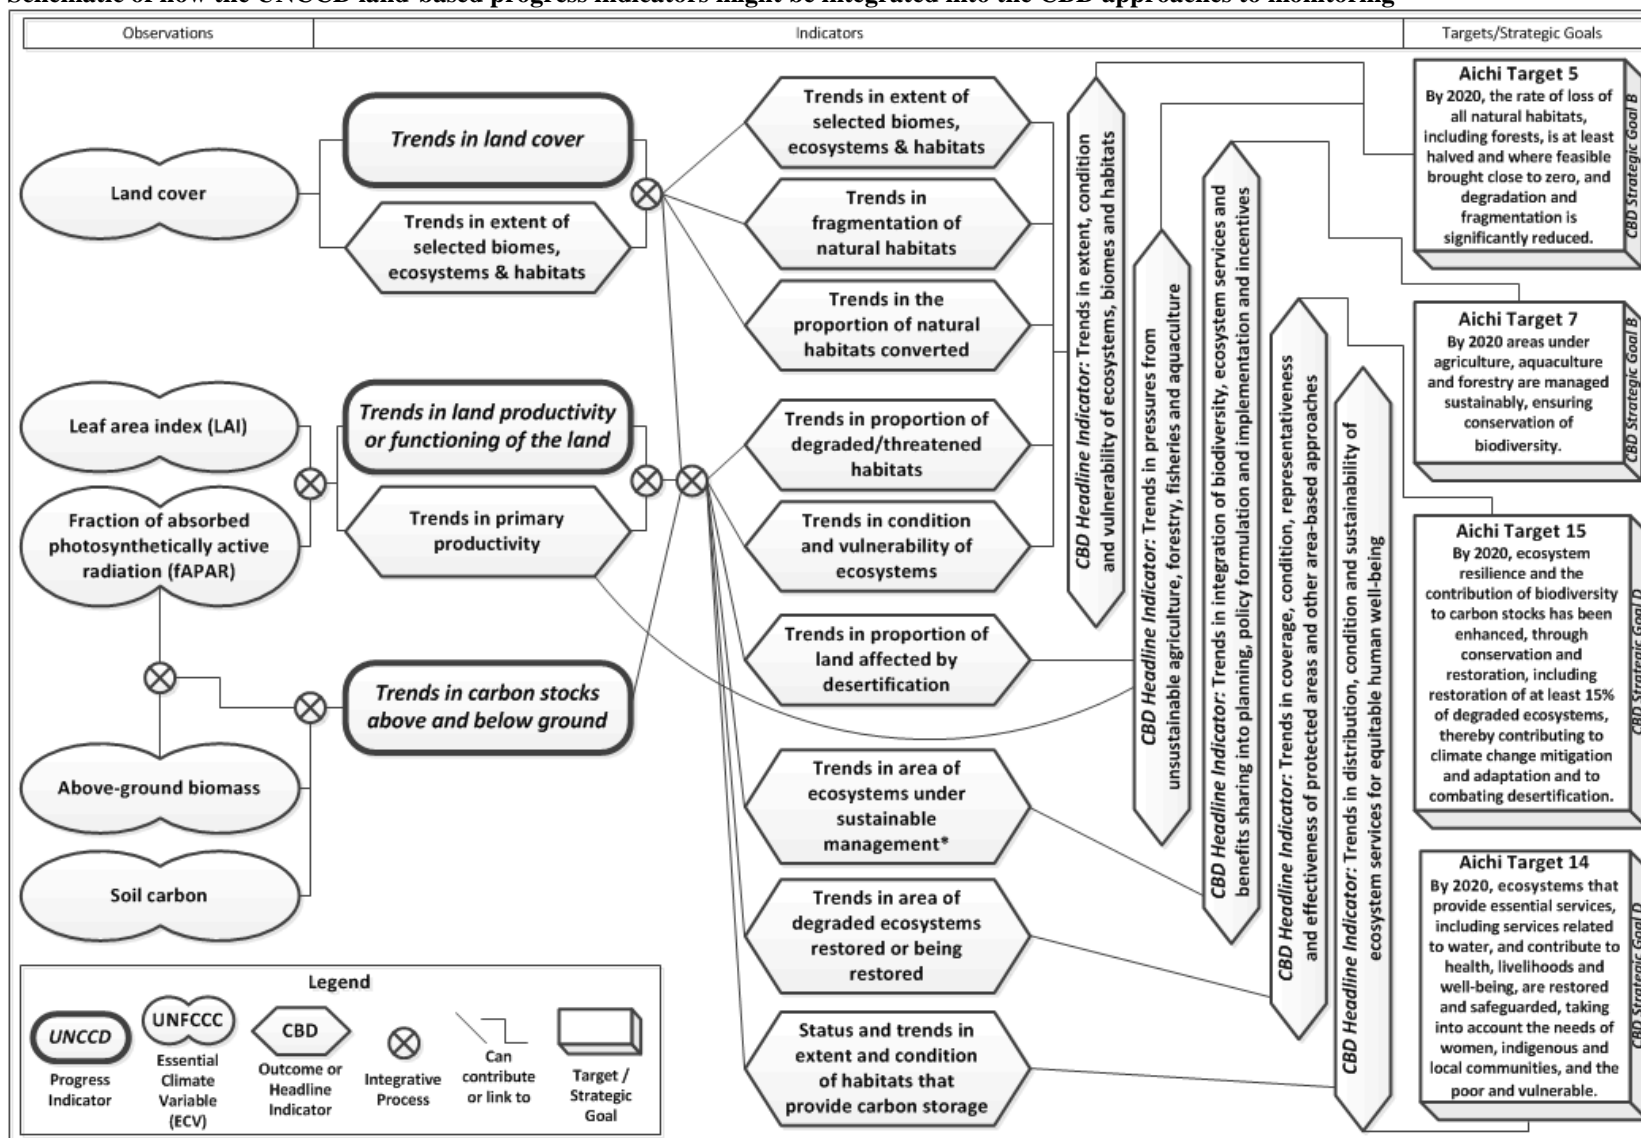 Schematic of how the UNCCD land-based progress indicators might be integrated into the CBD approaches to monitoring
Observations
Indicators
Targets/Strategic Goals
Land cover
Leaf area index (LAI)
Fraction of absorbed
photosynthetically active
radiation (fAPAR)
Above-ground biomass
Soil carbon
Trends in land cover
Trends in extent of
selected biomes,
ecosystems & habitats
Trends in land productivity
or functioning of the land
Trends in primary
productivity
Trends in carbon stocks
above and below ground
Trends in extent of
selected biomes,
ecosystems & habitats
Trends in
fragmentation of
natural habitats
Trends in the
proportion of natural
habitats converted
Trends in proportion of
degraded/threatened
habitats
Trends in condition
and vulnerability of
ecosystems
Trends in proportion of
land affected by
desertification
Trends in area of
ecosystems under
sustainable
management*
Trends in area of
degraded ecosystems
restored or being
restored
Status and trends in
extent and condition
of habitats that
provide carbon storage
CBD Headline Indicator: Trends in extent, condition
and vulnerability of ecosystems, biomes and habitats
CBD Headline Indicator: Trends in pressures from
unsustainable agriculture, forestry, fisheries and aquaculture
CBD Headline Indicator: Trends in integration of biodiversity, ecosystem services and
benefits sharing into planning, policy formulation and implementation and incentives
CBD Headline Indicator: Trends in coverage, condition, representativeness
and effectiveness of protected areas and other area-based approaches
CBD Headline Indicator: Trends in distribution, condition and sustainability of
ecosystem services for equitable human well-being
Aichi Target 5
By 2020, the rate of loss of
all natural habitats,
including forests, is at least
halved and where feasible
brought close to zero, and
degradation and
fragmentation is
significantly reduced.
CBD Strategic Goal B
Aichi Target 7
By 2020 areas under
agriculture, aquaculture
and forestry are managed
sustainably, ensuring
conservation of
biodiversity.
CBD Strategic Goal B
Aichi Target 15
By 2020, ecosystem
resilience and the
contribution of biodiversity
to carbon stocks has been
enhanced, through
conservation and
restoration, including
restoration of at least 15%
of degraded ecosystems,
thereby contributing to
climate change mitigation
and adaptation and to
combating desertification.
CBD Strategic Goal D
Aichi Target 14
By 2020, ecosystems that
provide essential services,
including services related
to water, and contribute to
health, livelihoods and
well-being, are restored
and safeguarded, taking
into account the needs of
women, indigenous and
local communities, and the
poor and vulnerable.
CBD Strategic Goal D
Legend
UNCCD
Progress
Indicator
UNFCCC
Essential
Climate
Variable
(ECV)
CBD
Outcome or
Headline
Indicator
Integrative
Process
Can
contribute
or link to
Target /
Strategic
Goal